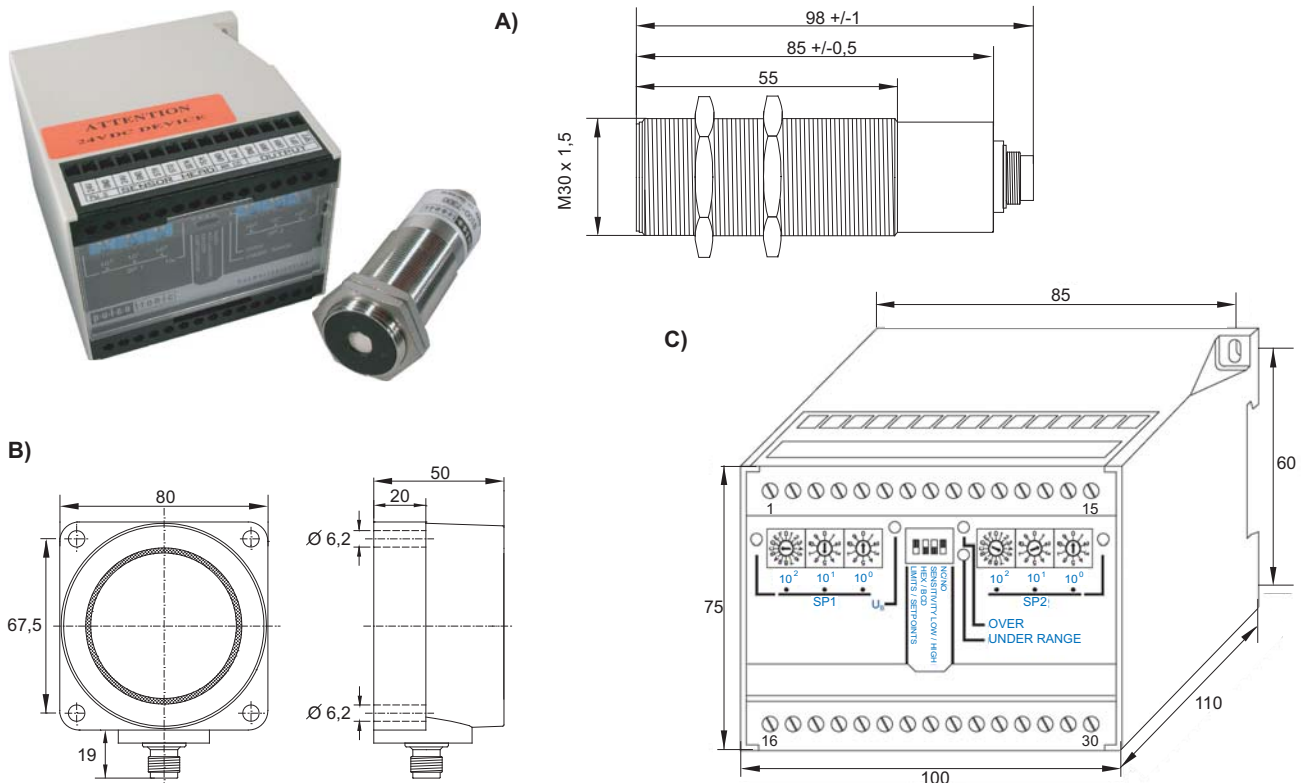 A)
98 +/-1
85 +/-0,5
55
M30 x 1,5
ATTENTION
24VDC DEVICE
SENSOR HEAD
B)
80
67,5
19
50
20
Ø 6,2
Ø 6,2
C)
85
60
75
110
100
1 15
10² 10¹ 10⁰
SP1
U
NC/NO
SENSITIVITY LOW / HIGH
HEX / BCD
LIMITS / SETPOINTS
10² 10¹ 10⁰
SP2
OVER
UNDER RANGE
16 30